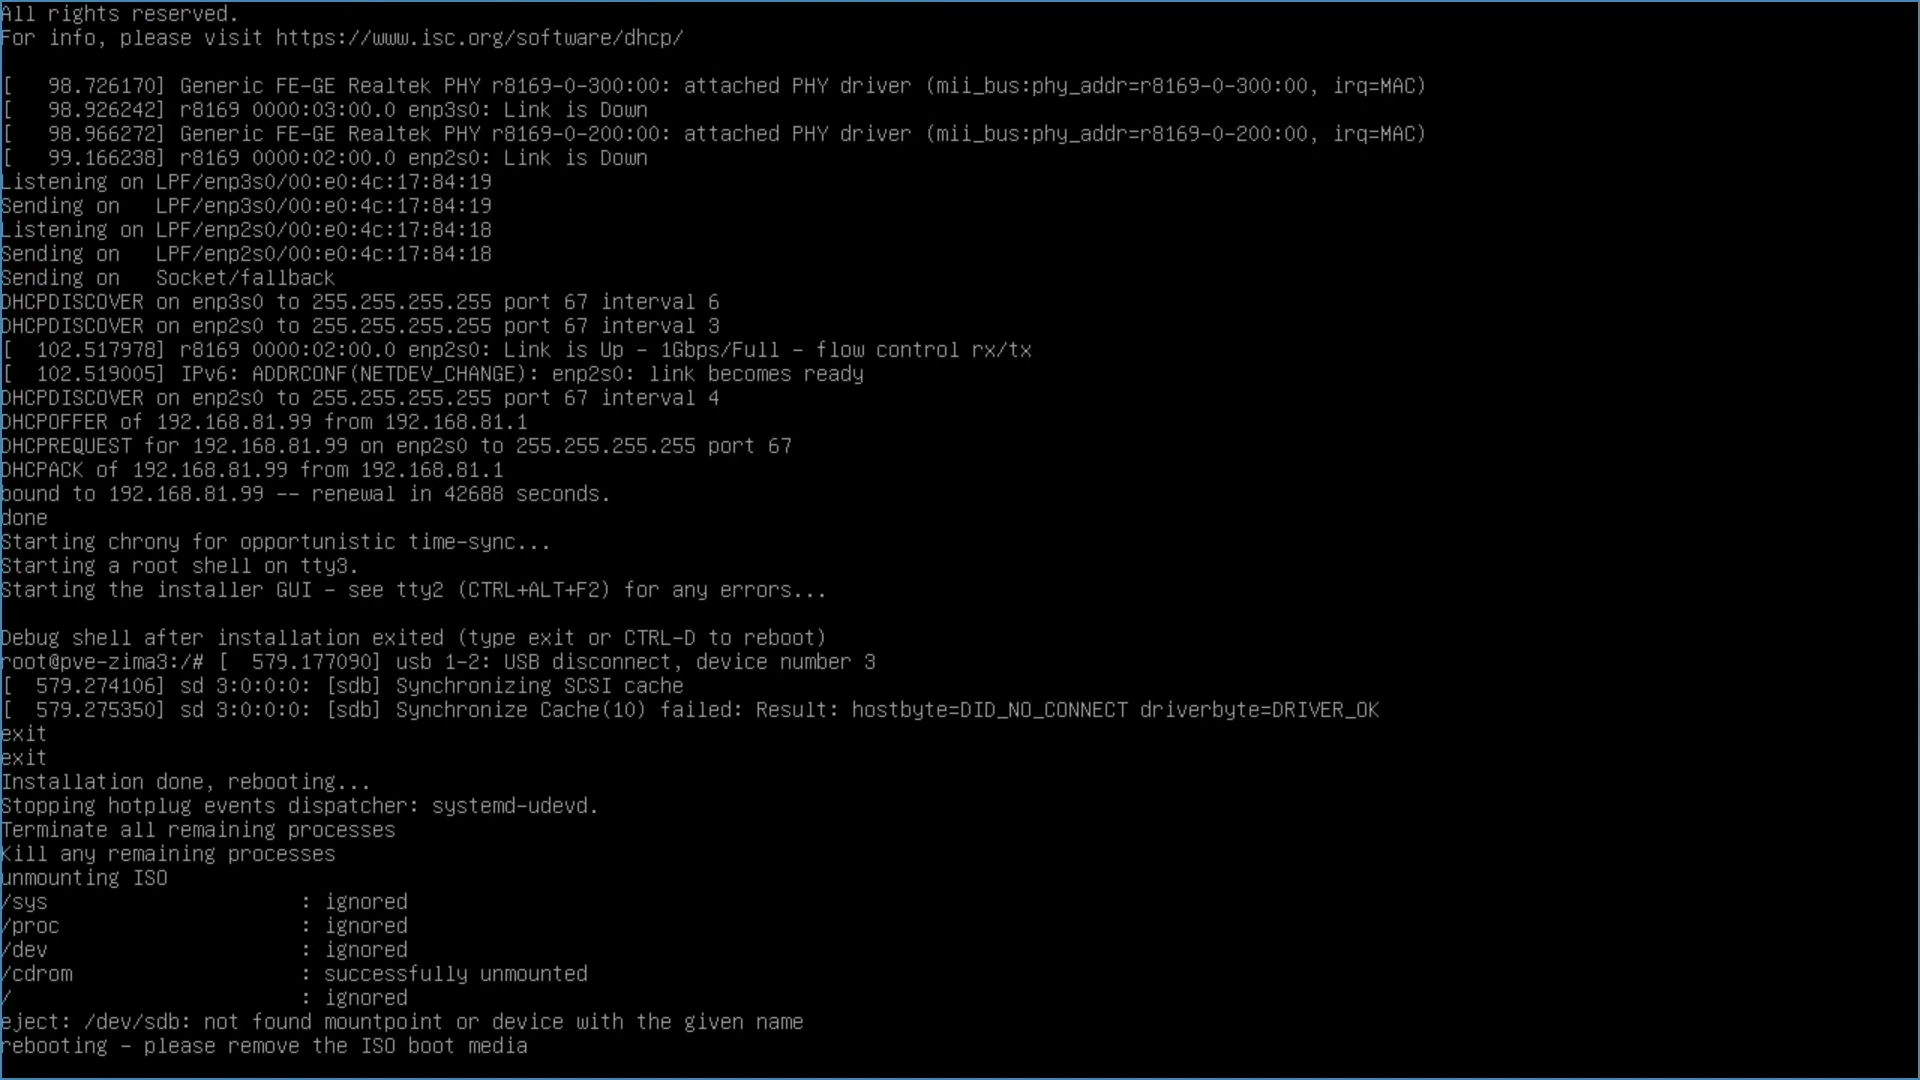 All rights reserved.
For info, please visit https://www.isc.org/software/dhcp/
[   98.726170] Generic FE-GE Realtek PHY r8169-0-300:00: attached PHY driver (mii_bus:phy_addr=r8169-0-300:00, irq=MAC)
[   98.926242] r8169 0000:03:00.0 enp3s0: Link is Down
[   98.966272] Generic FE-GE Realtek PHY r8169-0-200:00: attached PHY driver (mii_bus:phy_addr=r8169-0-200:00, irq=MAC)
[   99.166238] r8169 0000:02:00.0 enp2s0: Link is Down
Listening on LPF/enp3s0/00:e0:4c:17:84:19
Sending on   LPF/enp3s0/00:e0:4c:17:84:19
Listening on LPF/enp2s0/00:e0:4c:17:84:18
Sending on   LPF/enp2s0/00:e0:4c:17:84:18
Sending on   Socket/fallback
DHCPDISCOVER on enp3s0 to 255.255.255.255 port 67 interval 6
DHCPDISCOVER on enp2s0 to 255.255.255.255 port 67 interval 3
[  102.517978] r8169 0000:02:00.0 enp2s0: Link is Up - 1Gbps/Full - flow control rx/tx
[  102.519005] IPv6: ADDRCONF(NETDEV_CHANGE): enp2s0: link becomes ready
DHCPDISCOVER on enp2s0 to 255.255.255.255 port 67 interval 4
DHCPOFFER of 192.168.81.99 from 192.168.81.1
DHCPREQUEST for 192.168.81.99 on enp2s0 to 255.255.255.255 port 67
DHCPACK of 192.168.81.99 from 192.168.81.1
bound to 192.168.81.99 -- renewal in 42688 seconds.
done
Starting chrony for opportunistic time-sync...
Starting a root shell on tty3.
Starting the installer GUI - see tty2 (CTRL+ALT+F2) for any errors...
Debug shell after installation exited (type exit or CTRL-D to reboot)
root@pve-zima3:/# [  579.177090] usb 1-2: USB disconnect, device number 3
[  579.274106] sd 3:0:0:0: [sdb] Synchronizing SCSI cache
[  579.275350] sd 3:0:0:0: [sdb] Synchronize Cache(10) failed: Result: hostbyte=DID_NO_CONNECT driverbyte=DRIVER_OK
exit
exit
Installation done, rebooting...
Stopping hotplug events dispatcher: systemd-udevd.
Terminate all remaining processes
Kill any remaining processes
unmounting ISO
/sys                     : ignored
/proc                    : ignored
/dev                     : ignored
/cdrom                   : successfully unmounted
/                        : ignored
eject: /dev/sdb: not found mountpoint or device with the given name
rebooting - please remove the ISO boot media